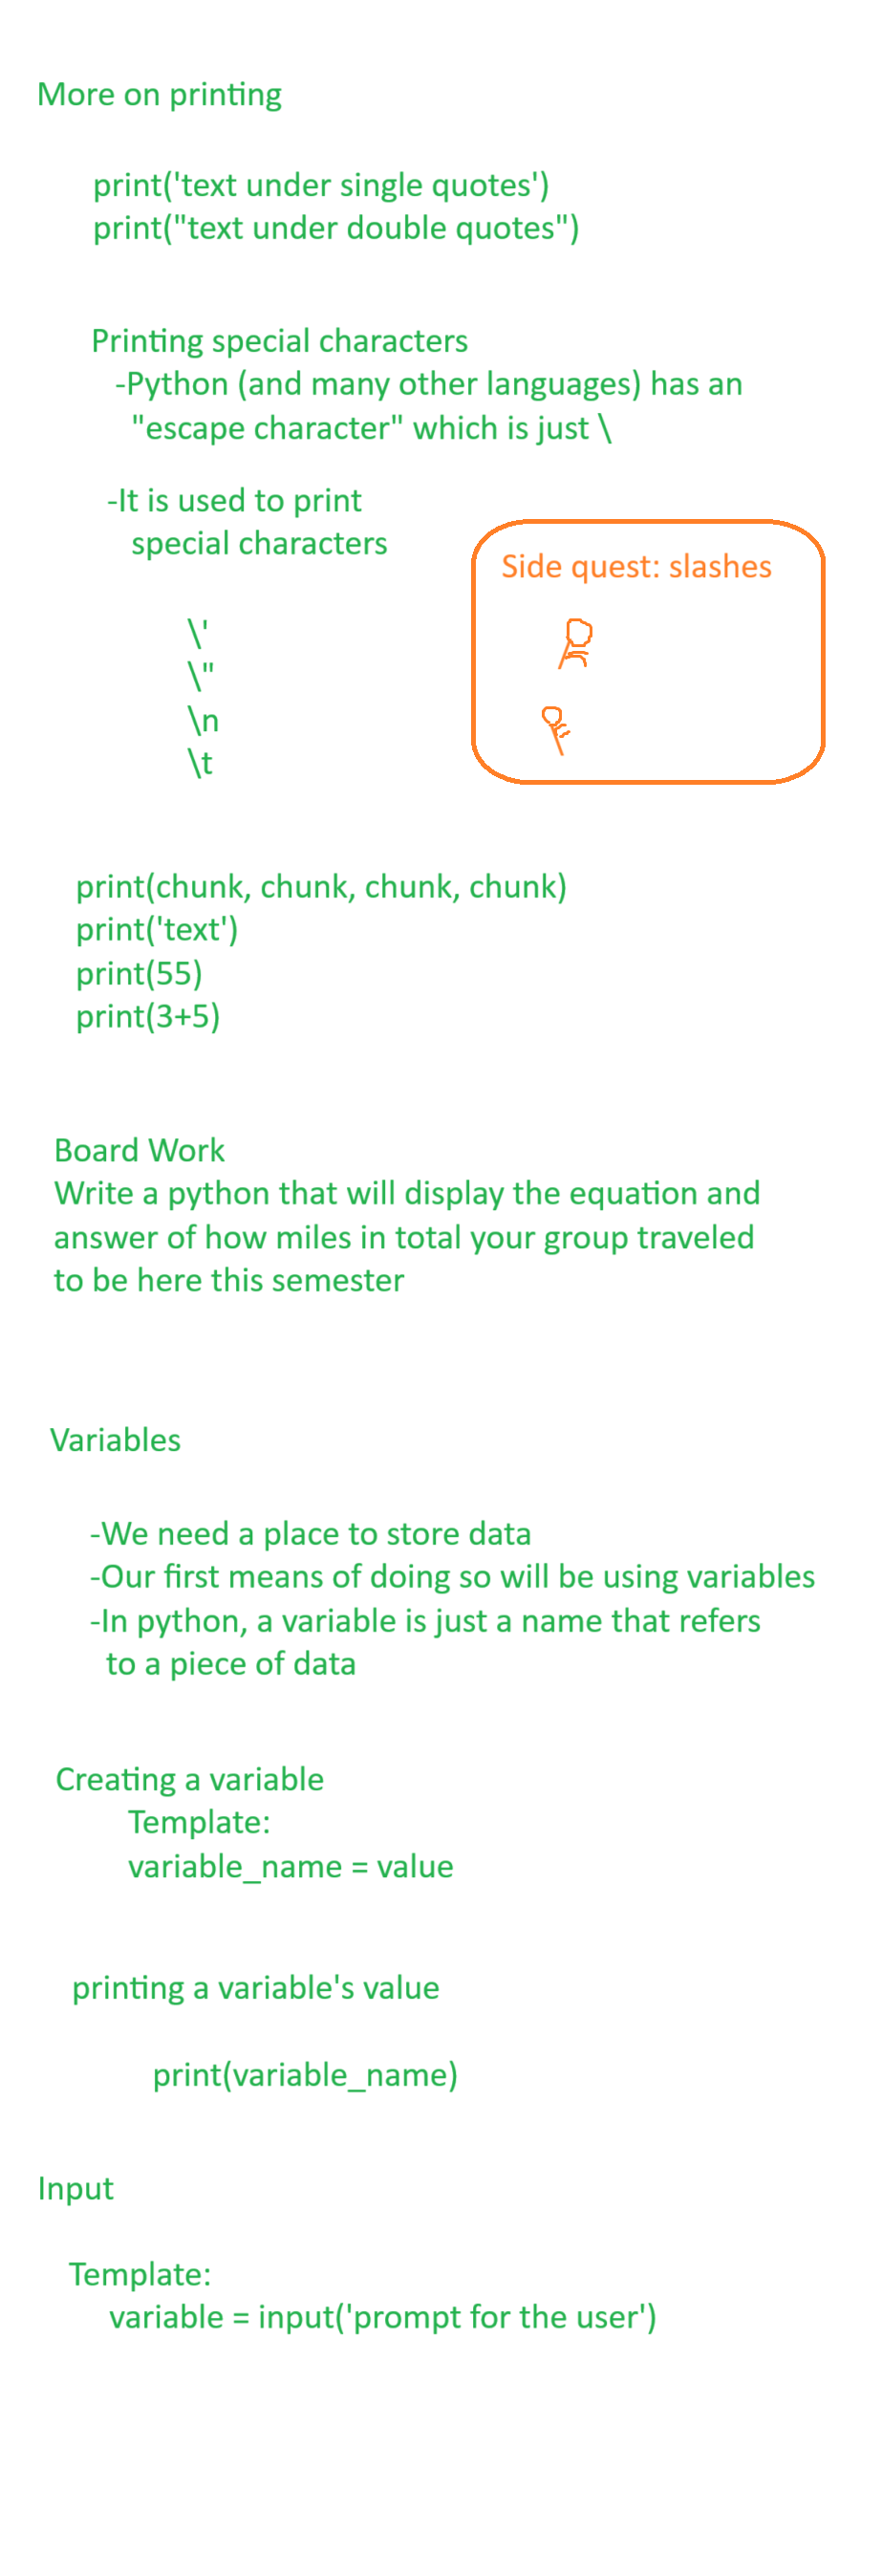 More on printing
print('text under single quotes')
print("text under double quotes")
Printing special characters
-Python (and many other languages) has an
"escape character" which is just \
-It is used to print
special characters
Side quest: slashes
\'
\"
\n
\t
print(chunk, chunk, chunk, chunk)
print('text')
print(55)
print(3+5)
Board Work
Write a python that will display the equation and
answer of how miles in total your group traveled
to be here this semester
Variables
-We need a place to store data
-Our first means of doing so will be using variables
-In python, a variable is just a name that refers
to a piece of data
Creating a variable
Template:
variable_name = value
printing a variable's value
print(variable_name)
Input
Template:
variable = input('prompt for the user')